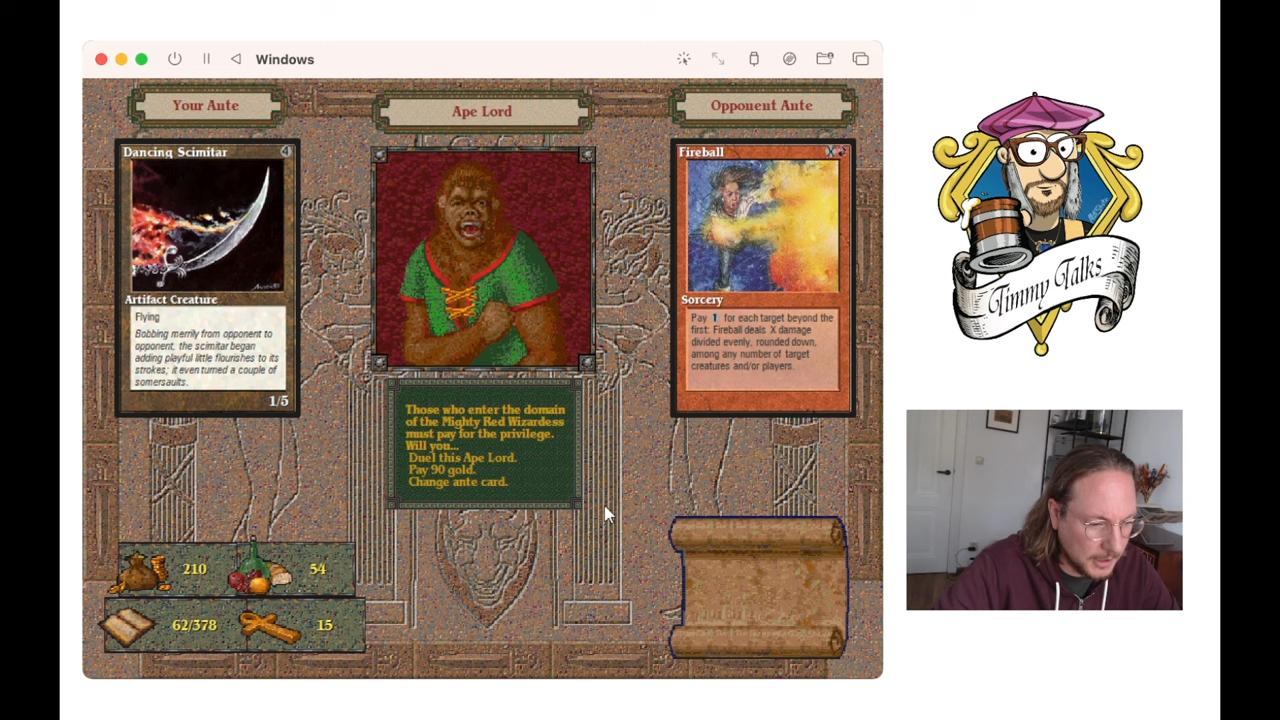 Windows
Your Ante
Ape Lord
Opponent Ante
Dancing Scimitar
4
Artifact Creature
Flying
Bobbing merrily from opponent to
opponent, the scimitar began
adding playful little flourishes to its
strokes; it even turned a couple of
somersaults.
1/5
Fireball
X
Sorcery
Pay 1 for each target beyond the
first: Fireball deals X damage
divided evenly, rounded down,
among any number of target
creatures and/or players.
Those who enter the domain
of the Mighty Red Wizardess
must pay for the privilege.
Will you...
Duel this Ape Lord.
Pay 90 gold.
Change ante card.
210
54
62/378
15
Timmy Talks